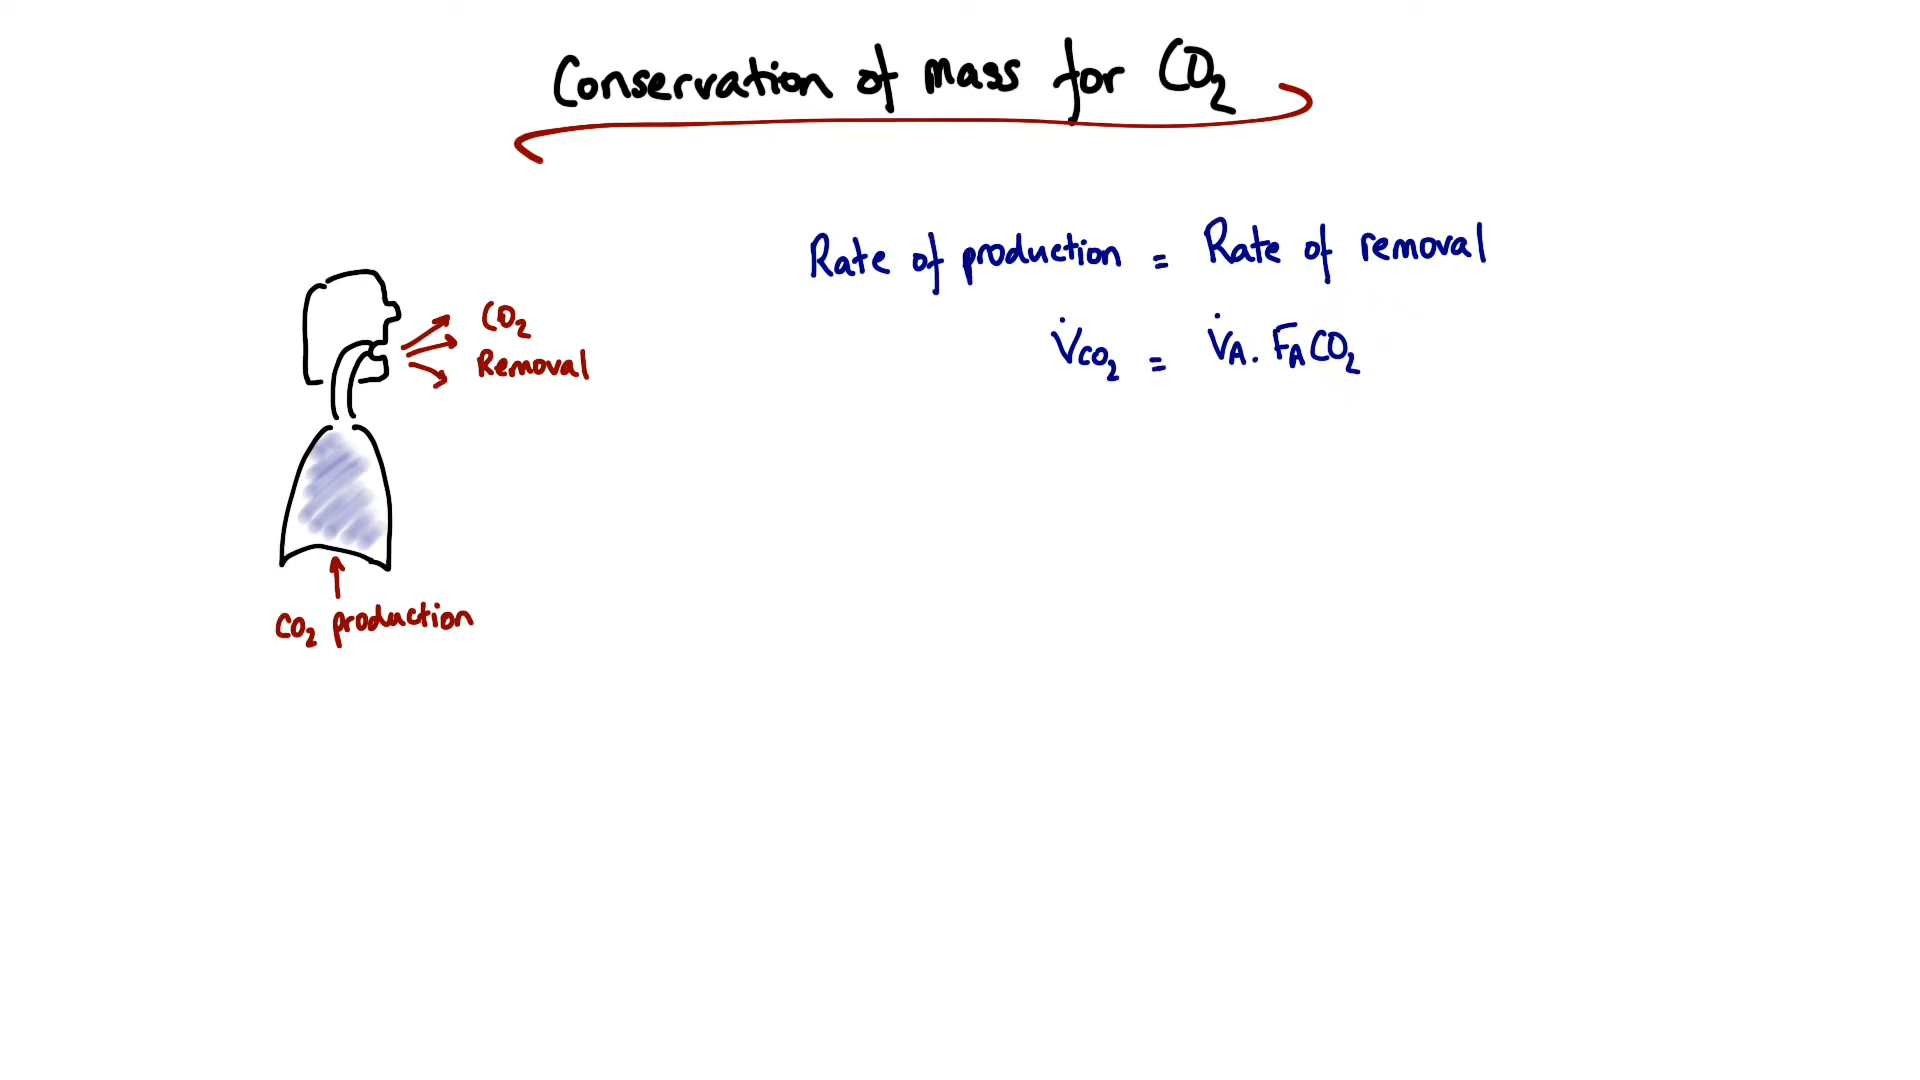 Conservation of mass for CO₂
Rate of production = Rate of removal
V̇CO₂ = V̇A . FACO₂
CO₂
Removal
CO₂ production